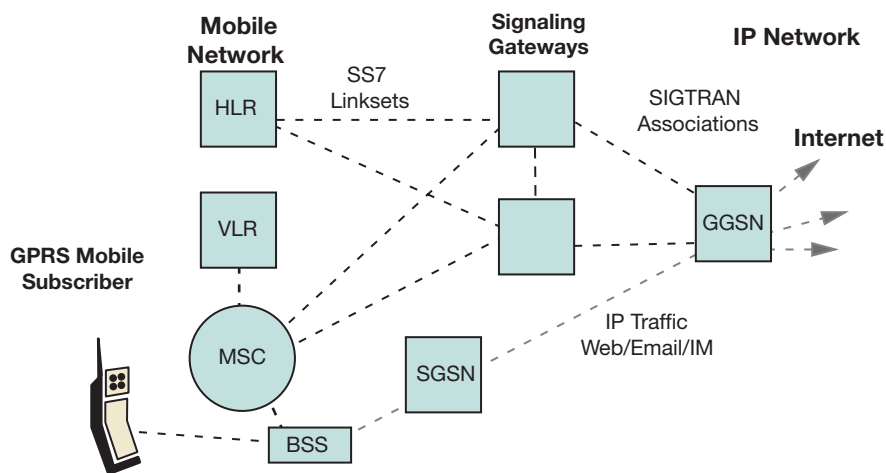 Mobile
Network
Signaling
Gateways
IP Network
SS7
Linksets
HLR
SIGTRAN
Associations
Internet
VLR
GGSN
GPRS Mobile
Subscriber
IP Traffic
Web/Email/IM
MSC
SGSN
BSS